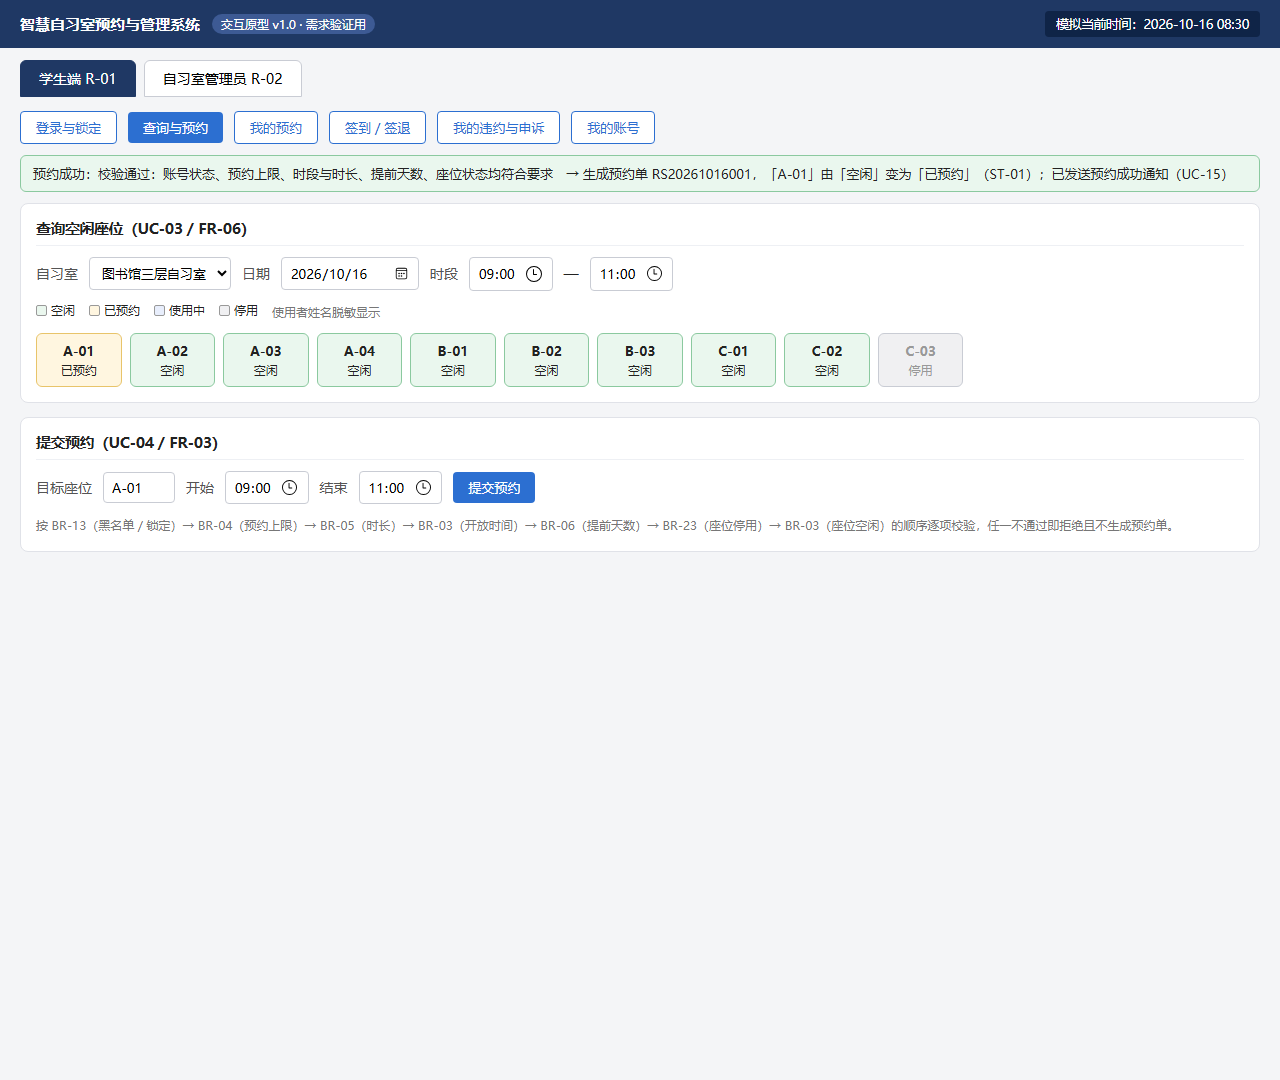 智慧自习室预约与管理系统 交互原型 v1.0 · 需求验证用 模拟当前时间：2026-10-16 08:30
学生端 R-01 自习室管理员 R-02
登录与锁定 查询与预约 我的预约 签到 / 签退 我的违约与申诉 我的账号
预约成功：校验通过：账号状态、预约上限、时段与时长、提前天数、座位状态均符合要求 → 生成预约单 RS20261016001，「A-01」由「空闲」变为「已预约」（ST-01）；已发送预约成功通知（UC-15）
查询空闲座位（UC-03 / FR-06）
自习室 图书馆三层自习室 日期 2026/10/16 时段 09:00 — 11:00
空闲 已预约 使用中 停用 使用者姓名脱敏显示
A-01 A-02 A-03 A-04 B-01 B-02 B-03 C-01 C-02 C-03
已预约 空闲 空闲 空闲 空闲 空闲 空闲 空闲 空闲 停用
提交预约（UC-04 / FR-03）
目标座位 A-01 开始 09:00 结束 11:00 提交预约
按 BR-13（黑名单 / 锁定）→ BR-04（预约上限）→ BR-05（时长）→ BR-03（开放时间）→ BR-06（提前天数）→ BR-23（座位停用）→ BR-03（座位空闲）的顺序逐项校验，任一不通过即拒绝且不生成预约单。